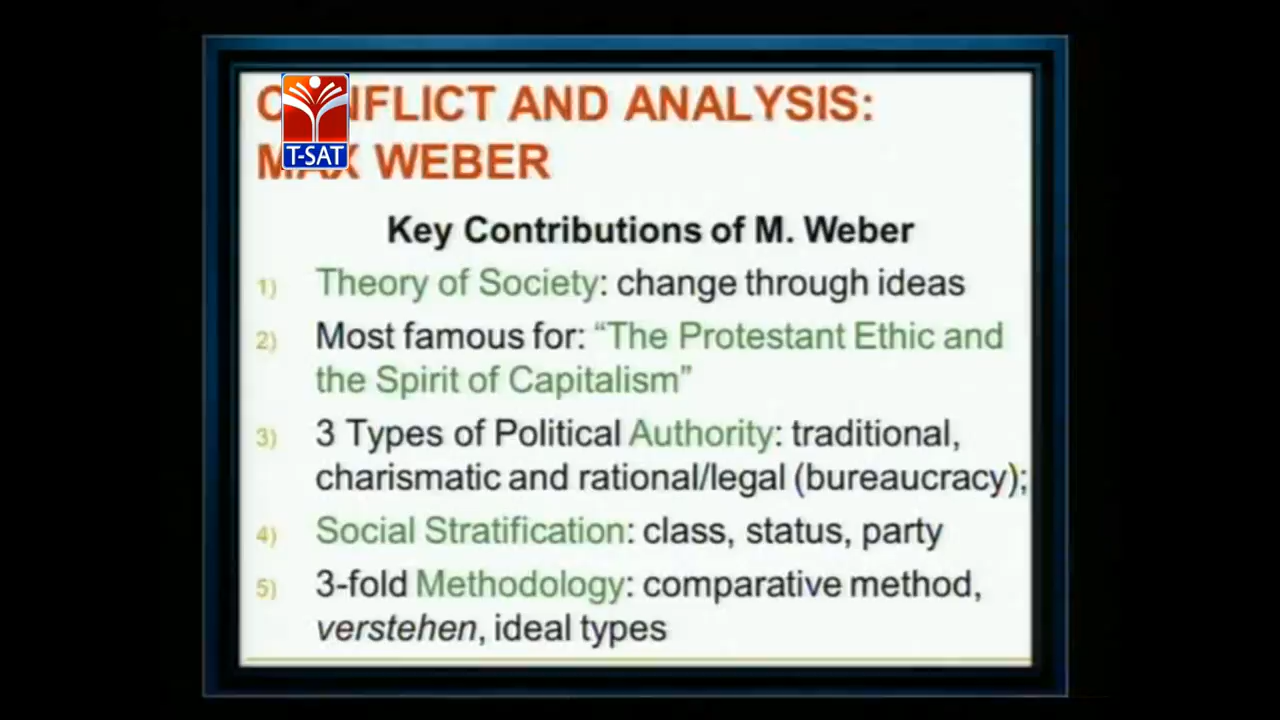 CONFLICT AND ANALYSIS:
T-SAT
MAX WEBER
Key Contributions of M. Weber
1) Theory of Society: change through ideas
2) Most famous for: “The Protestant Ethic and
the Spirit of Capitalism”
3) 3 Types of Political Authority: traditional,
charismatic and rational/legal (bureaucracy);
4) Social Stratification: class, status, party
5) 3-fold Methodology: comparative method,
verstehen, ideal types